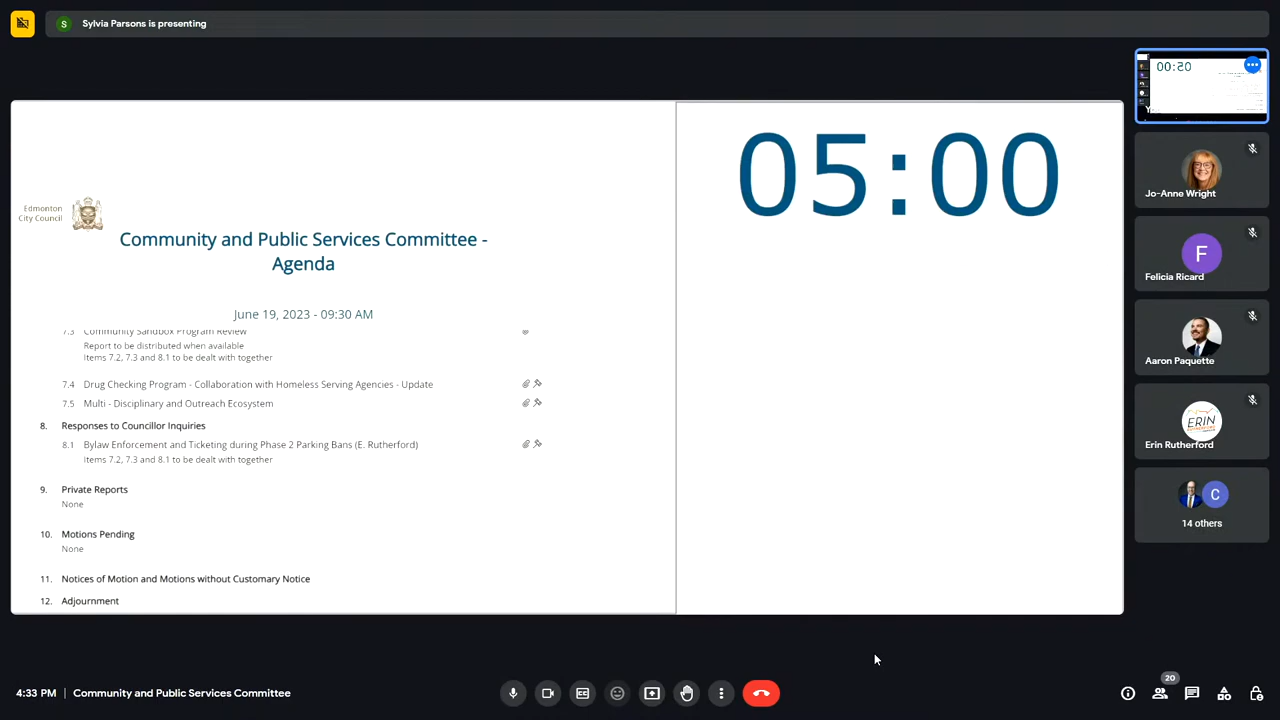 S Sylvia Parsons is presenting
Edmonton
City Council
Community and Public Services Committee -
Agenda
June 19, 2023 - 09:30 AM
7.3 Community Sandbox Program Review
Report to be distributed when available
Items 7.2, 7.3 and 8.1 to be dealt with together
7.4 Drug Checking Program - Collaboration with Homeless Serving Agencies - Update
7.5 Multi - Disciplinary and Outreach Ecosystem
8. Responses to Councillor Inquiries
8.1 Bylaw Enforcement and Ticketing during Phase 2 Parking Bans (E. Rutherford)
Items 7.2, 7.3 and 8.1 to be dealt with together
9. Private Reports
None
10. Motions Pending
None
11. Notices of Motion and Motions without Customary Notice
12. Adjournment
05:00
05:00
Jo-Anne Wright
F
Felicia Ricard
Aaron Paquette
ERIN
Erin Rutherford
C
14 others
4:33 PM | Community and Public Services Committee
20